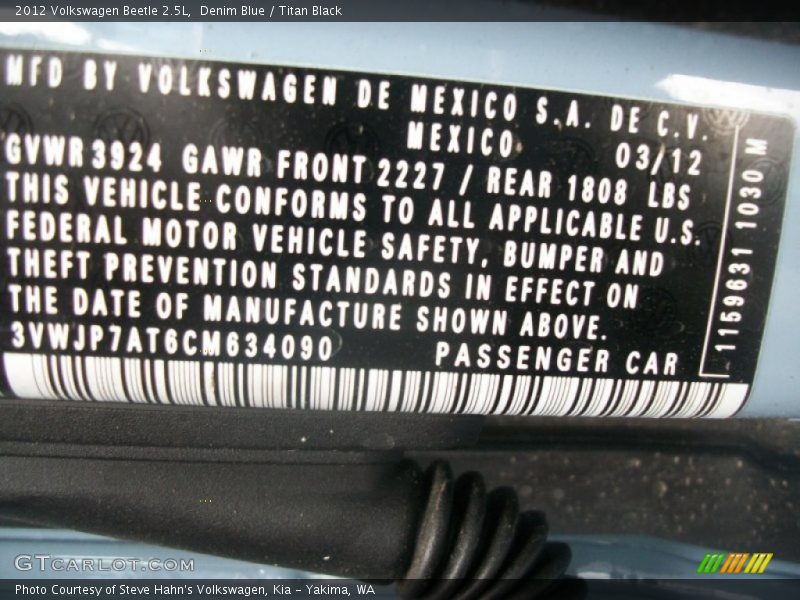 2012 Volkswagen Beetle 2.5L, Denim Blue / Titan Black
MFD BY VOLKSWAGEN DE MEXICO S.A. DE C.V.
MEXICO 03/12
GVWR 3924 GAWR FRONT 2227 / REAR 1808 LBS
THIS VEHICLE CONFORMS TO ALL APPLICABLE U.S.
FEDERAL MOTOR VEHICLE SAFETY, BUMPER AND
THEFT PREVENTION STANDARDS IN EFFECT ON
THE DATE OF MANUFACTURE SHOWN ABOVE.
3VWJP7AT6CM634090 PASSENGER CAR
1159631 1030 M
GTCARLOT.COM
Photo Courtesy of Steve Hahn's Volkswagen, Kia – Yakima, WA